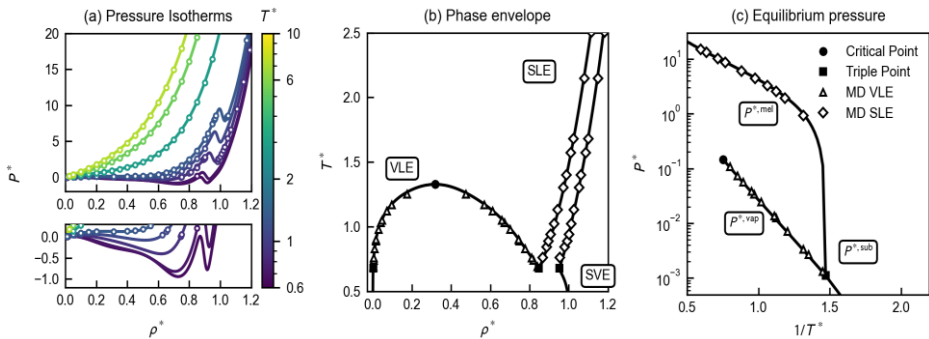 (a) Pressure Isotherms
T*
(b) Phase envelope
(c) Equilibrium pressure
20
15
10
5
0
P*
0.0 0.2 0.4 0.6 0.8 1.0 1.2
0.0
−0.5
−1.0
0.0 0.2 0.4 0.6 0.8 1.0 1.2
ρ*
10
6
2
1
0.6
2.5
2.0
1.5
1.0
0.5
T*
SLE
VLE
SVE
0.0 0.2 0.4 0.6 0.8 1.0 1.2
ρ*
10¹
10⁰
10⁻¹
10⁻²
10⁻³
P*
Critical Point
Triple Point
MD VLE
MD SLE
P*,mel
P*,vap
P*,sub
0.5 1.0 1.5 2.0
1/T*